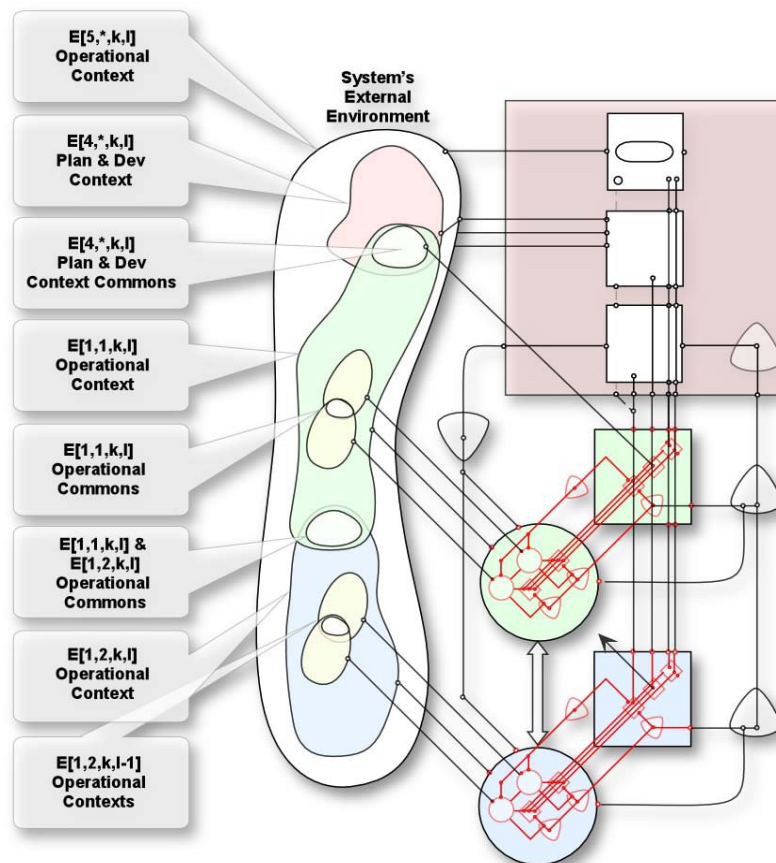 E[5,*,k,l]
Operational
Context
System's
External
Environment
E[4,*,k,l]
Plan & Dev
Context
E[4,*,k,l]
Plan & Dev
Context Commons
E[1,1,k,l]
Operational
Context
E[1,1,k,l]
Operational
Commons
E[1,1,k,l] &
E[1,2,k,l]
Operational
Commons
E[1,2,k,l]
Operational
Context
E[1,2,k,l-1]
Operational
Contexts